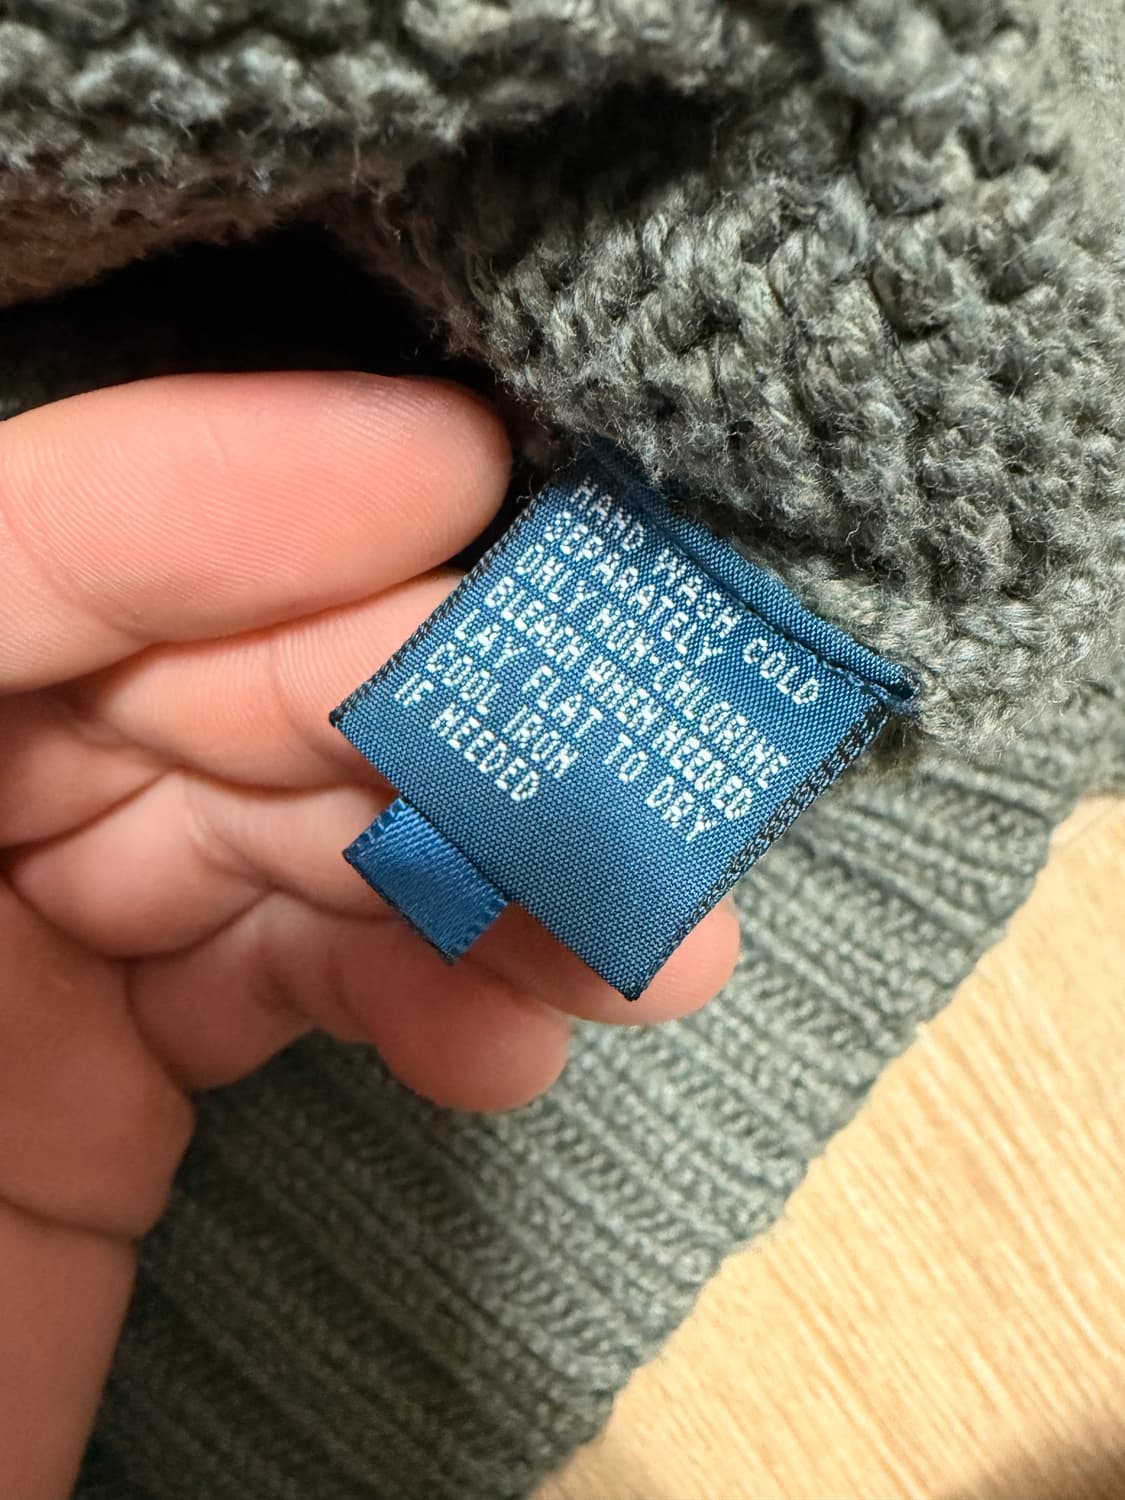 HAND WASH COLD
SEPARATELY
ONLY NON-CHLORINE
BLEACH WHEN NEEDED
LAY FLAT TO DRY
COOL IRON
IF NEEDED